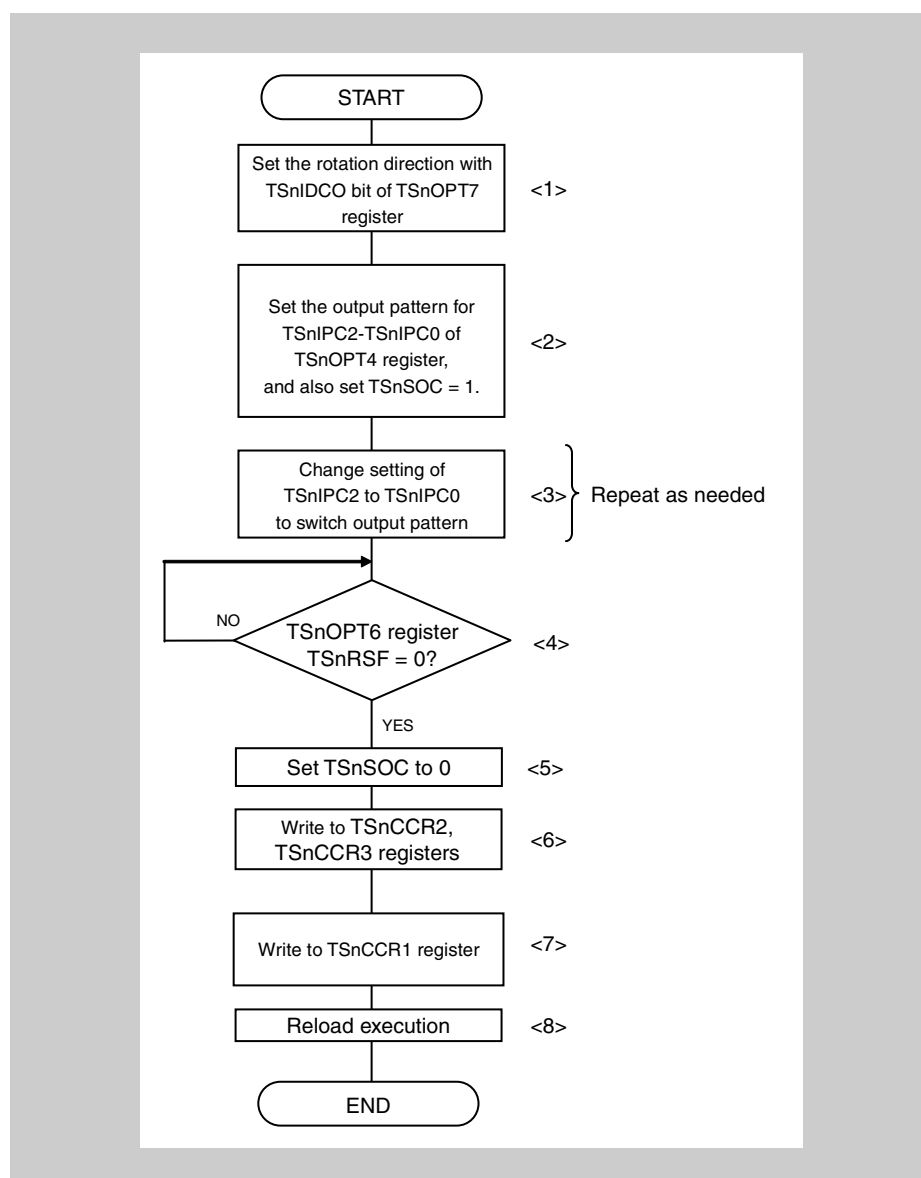 START
Set the rotation direction with
TSnIDCO bit of TSnOPT7
register
<1>
Set the output pattern for
TSnIPC2-TSnIPC0 of
TSnOPT4 register,
and also set TSnSOC = 1.
<2>
Change setting of
TSnIPC2 to TSnIPC0
to switch output pattern
<3>
Repeat as needed
NO
TSnOPT6 register
TSnRSF = 0?
<4>
YES
Set TSnSOC to 0
<5>
Write to TSnCCR2,
TSnCCR3 registers
<6>
Write to TSnCCR1 register
<7>
Reload execution
<8>
END